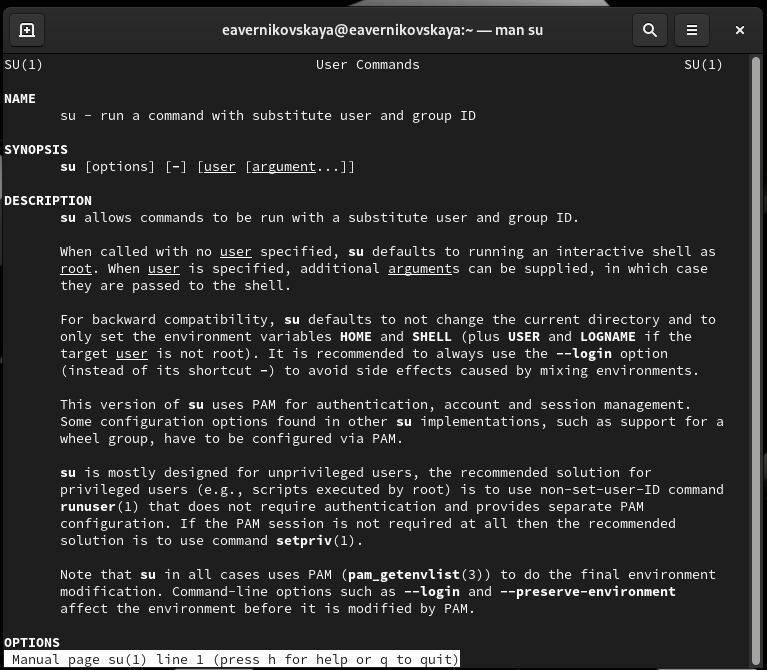 eavernikovskaya@eavernikovskaya:~ — man su
SU(1) User Commands SU(1)
NAME
su - run a command with substitute user and group ID
SYNOPSIS
su [options] [-] [user [argument...]]
DESCRIPTION
su allows commands to be run with a substitute user and group ID.
When called with no user specified, su defaults to running an interactive shell as
root. When user is specified, additional arguments can be supplied, in which case
they are passed to the shell.
For backward compatibility, su defaults to not change the current directory and to
only set the environment variables HOME and SHELL (plus USER and LOGNAME if the
target user is not root). It is recommended to always use the --login option
(instead of its shortcut -) to avoid side effects caused by mixing environments.
This version of su uses PAM for authentication, account and session management.
Some configuration options found in other su implementations, such as support for a
wheel group, have to be configured via PAM.
su is mostly designed for unprivileged users, the recommended solution for
privileged users (e.g., scripts executed by root) is to use non-set-user-ID command
runuser(1) that does not require authentication and provides separate PAM
configuration. If the PAM session is not required at all then the recommended
solution is to use command setpriv(1).
Note that su in all cases uses PAM (pam_getenvlist(3)) to do the final environment
modification. Command-line options such as --login and --preserve-environment
affect the environment before it is modified by PAM.
OPTIONS
Manual page su(1) line 1 (press h for help or q to quit)